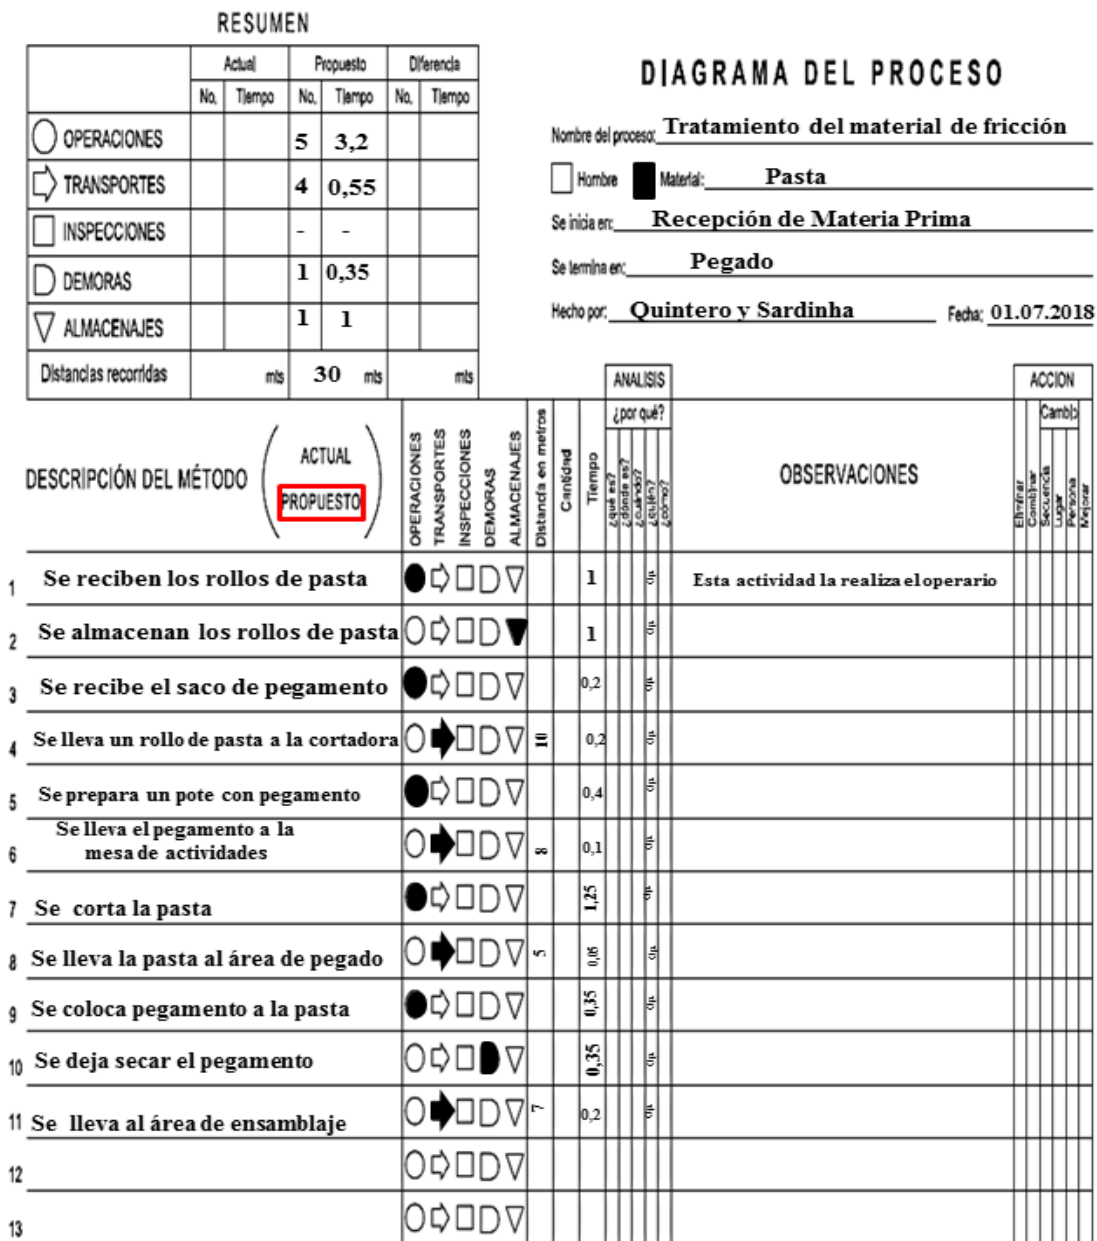 RESUMEN
Actual Propuesto Diferencia
No. Tiempo No. Tiempo No. Tiempo
OPERACIONES 5 3,2
TRANSPORTES 4 0,55
INSPECCIONES - -
DEMORAS 1 0,35
ALMACENAJES 1 1
Distancias recorridas mts 30 mts mts
DIAGRAMA DEL PROCESO
Nombre del proceso: Tratamiento del material de fricción
Hombre Material: Pasta
Se inicia en: Recepción de Materia Prima
Se termina en: Pegado
Hecho por: Quintero y Sardinha Fecha: 01.07.2018
DESCRIPCIÓN DEL MÉTODO
ACTUAL
PROPUESTO
OPERACIONES
TRANSPORTES
INSPECCIONES
DEMORAS
ALMACENAJES
Distancia en metros
Cantidad
Tiempo
ANALISIS
¿por qué?
¿qué es?
¿dónde es?
¿cuándo?
¿quién?
¿cómo?
OBSERVACIONES
ACCION
Cambio
Eliminar
Combinar
Secuencia
Lugar
Persona
Mejorar
1 Se reciben los rollos de pasta 1 Esta actividad la realiza el operario
2 Se almacenan los rollos de pasta 1
3 Se recibe el saco de pegamento 0,2
4 Se lleva un rollo de pasta a la cortadora 10 0,2
5 Se prepara un pote con pegamento 0,4
6 Se lleva el pegamento a la
mesa de actividades 8 0,1
7 Se corta la pasta 1,25
8 Se lleva la pasta al área de pegado 5 0,05
9 Se coloca pegamento a la pasta 0,35
10 Se deja secar el pegamento 0,35
11 Se lleva al área de ensamblaje 7 0,2
12
13